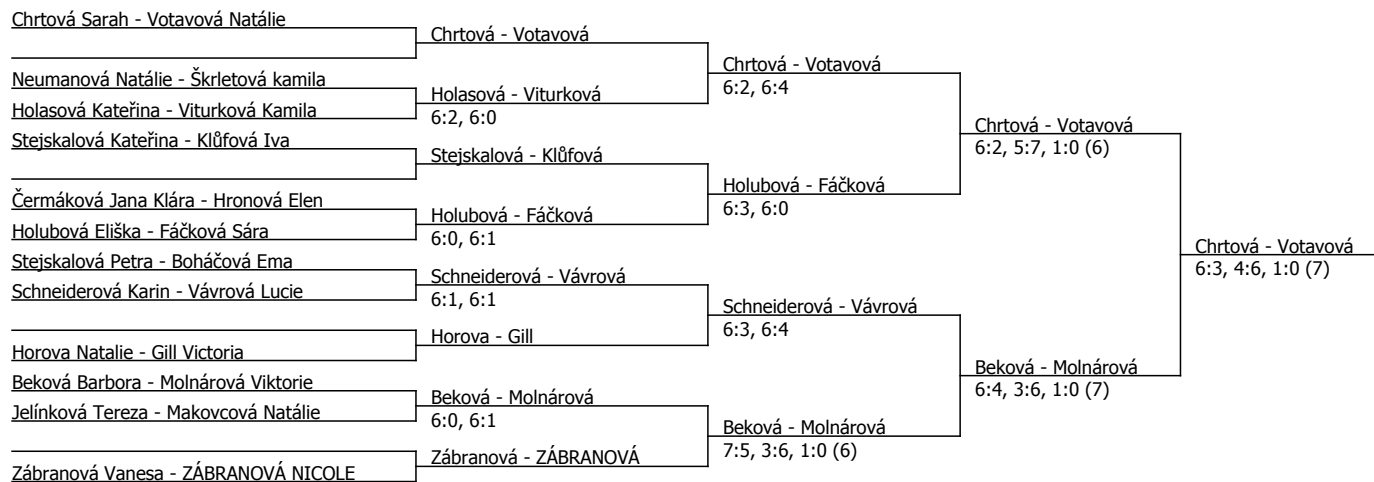 Chrtová Sarah - Votavová Natálie
Neumanová Natálie - Škrletová kamila
Holasová Kateřina - Viturková Kamila
Stejskalová Kateřina - Klůfová Iva
Čermáková Jana Klára - Hronová Elen
Holubová Eliška - Fáčková Sára
Stejskalová Petra - Boháčová Ema
Schneiderová Karin - Vávrová Lucie
Horova Natalie - Gill Victoria
Beková Barbora - Molnárová Viktorie
Jelínková Tereza - Makovcová Natálie
Zábranová Vanesa - ZÁBRANOVÁ NICOLE
Chrtová - Votavová
Holasová - Viturková
6:2, 6:0
Stejskalová - Klůfová
Holubová - Fáčková
6:0, 6:1
Schneiderová - Vávrová
6:1, 6:1
Horova - Gill
Beková - Molnárová
6:0, 6:1
Zábranová - ZÁBRANOVÁ
Chrtová - Votavová
6:2, 6:4
Holubová - Fáčková
6:3, 6:0
Schneiderová - Vávrová
6:3, 6:4
Beková - Molnárová
7:5, 3:6, 1:0 (6)
Chrtová - Votavová
6:2, 5:7, 1:0 (6)
Beková - Molnárová
6:4, 3:6, 1:0 (7)
Chrtová - Votavová
6:3, 4:6, 1:0 (7)